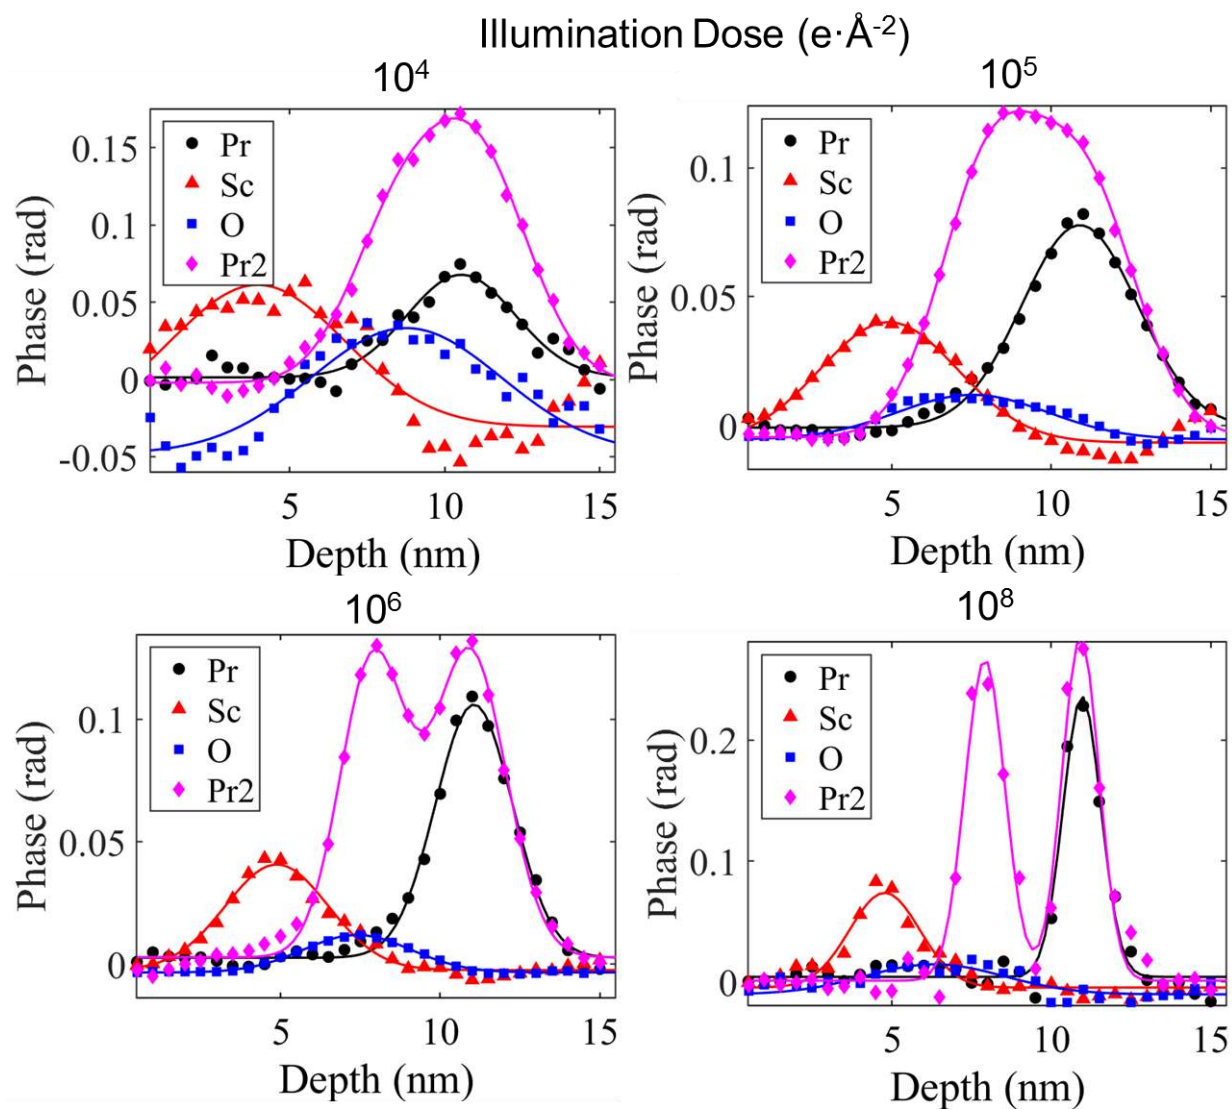 Illumination Dose (e·Å⁻²)
10⁴
Phase (rad)
0.15
0.1
0.05
0
-0.05
Pr
Sc
O
Pr2
5 10 15
Depth (nm)
10⁵
Phase (rad)
0.1
0.05
0
Pr
Sc
O
Pr2
5 10 15
Depth (nm)
10⁶
Phase (rad)
0.1
0.05
0
Pr
Sc
O
Pr2
5 10 15
Depth (nm)
10⁸
Phase (rad)
0.2
0.1
0
Pr
Sc
O
Pr2
5 10 15
Depth (nm)